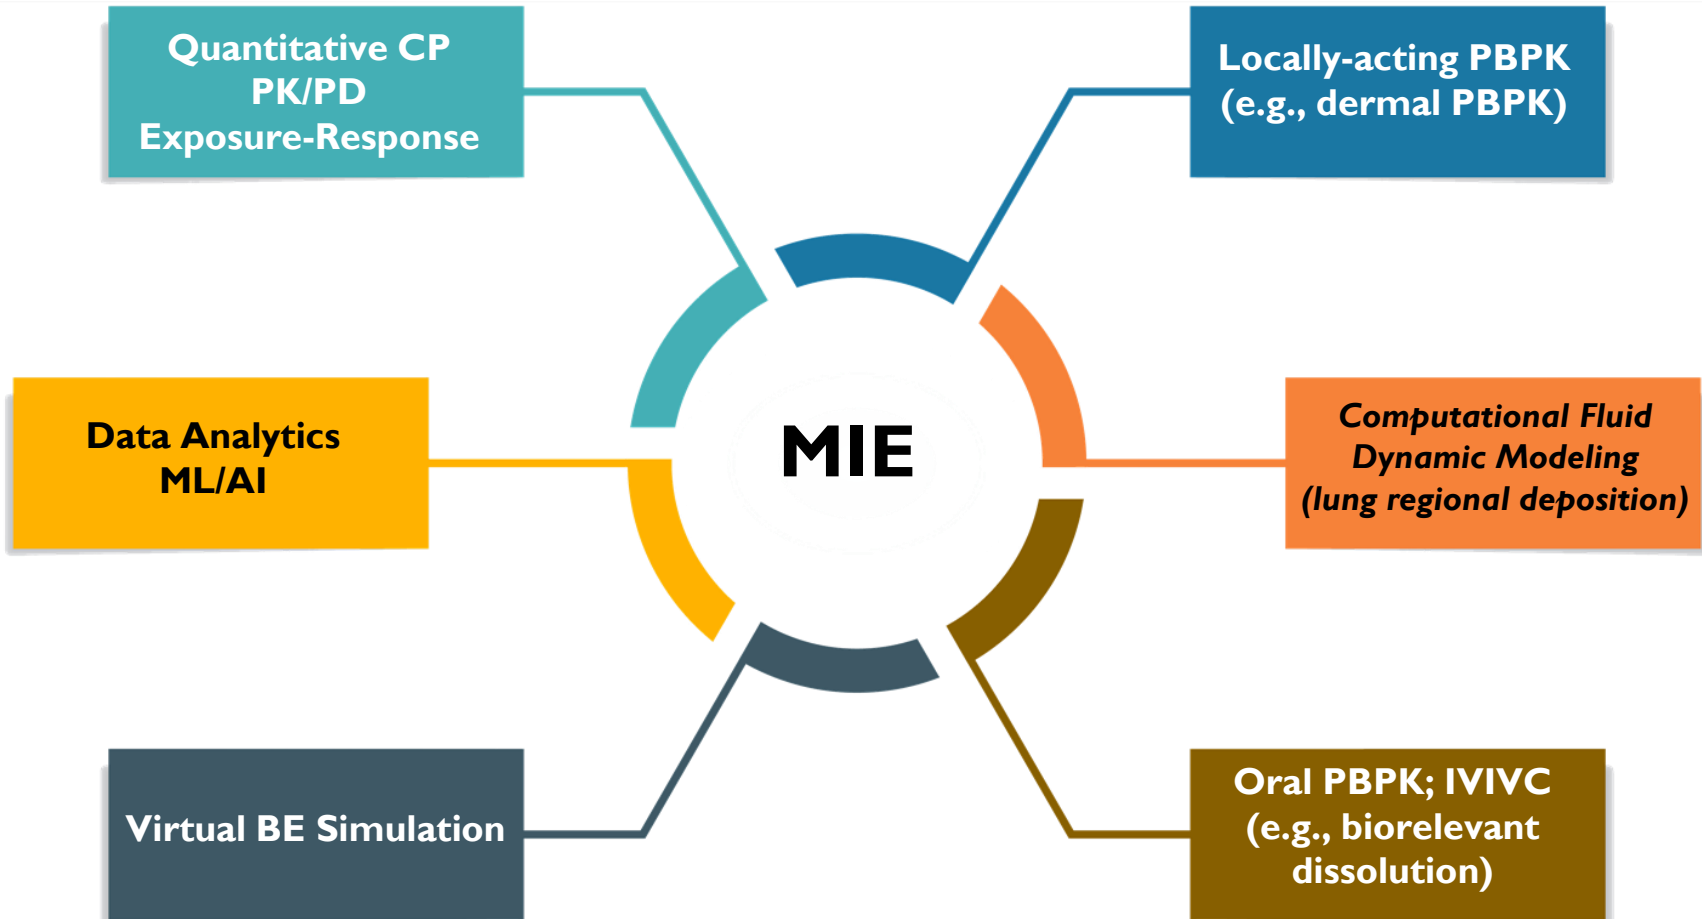 Quantitative CP
PK/PD
Exposure-Response
Locally-acting PBPK
(e.g., dermal PBPK)
Data Analytics
ML/AI
MIE
Computational Fluid
Dynamic Modeling
(lung regional deposition)
Virtual BE Simulation
Oral PBPK; IVIVC
(e.g., biorelevant
dissolution)